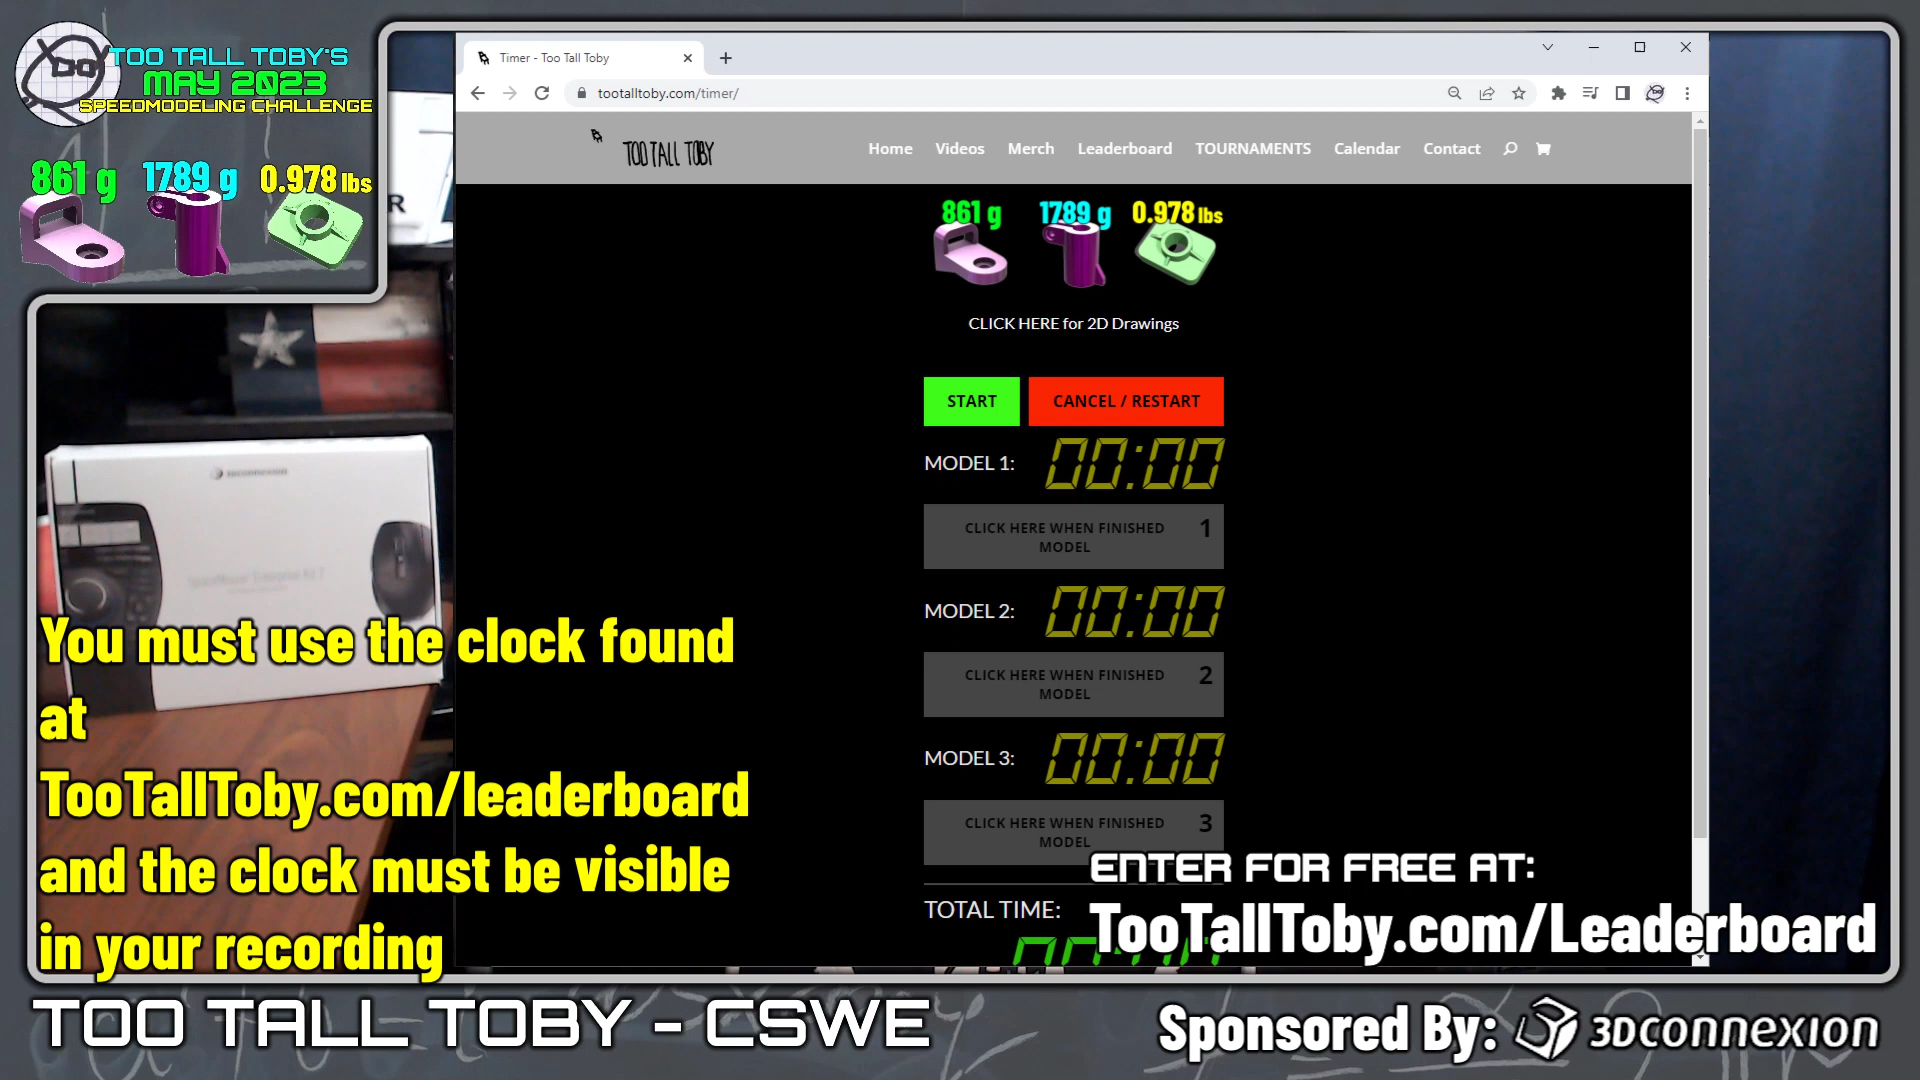 TOO TALL TOBY'S
MAY 2023
SPEEDMODELING CHALLENGE
861 g 1789 g 0.978 lbs
Timer - Too Tall Toby
tootalltoby.com/timer/
TOO TALL TOBY
Home Videos Merch Leaderboard TOURNAMENTS Calendar Contact
861 g 1789 g 0.978 lbs
CLICK HERE for 2D Drawings
START CANCEL / RESTART
MODEL 1: 00:00
CLICK HERE WHEN FINISHED 1
MODEL
MODEL 2: 00:00
CLICK HERE WHEN FINISHED 2
MODEL
MODEL 3: 00:00
CLICK HERE WHEN FINISHED 3
MODEL
TOTAL TIME:
3Dconnexion
You must use the clock found
at
TooTallToby.com/leaderboard
and the clock must be visible
in your recording
ENTER FOR FREE AT:
TooTallToby.com/Leaderboard
TOO TALL TOBY - CSWE
Sponsored By: 3Dconnexion